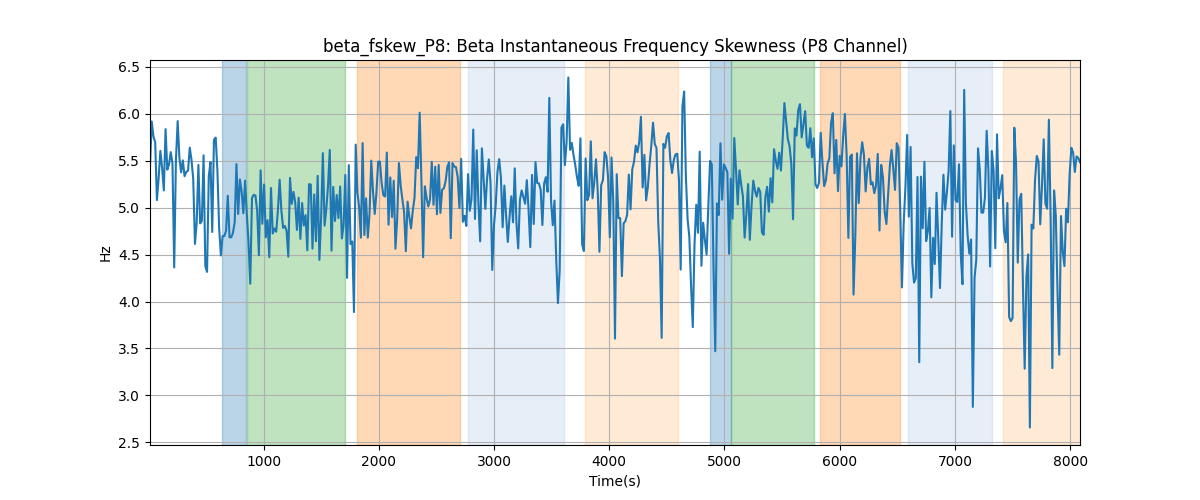 beta_fskew_P8: Beta Instantaneous Frequency Skewness (P8 Channel)
6.5
6.0
5.5
5.0
4.5
4.0
3.5
3.0
2.5
Hz
1000 2000 3000 4000 5000 6000 7000 8000
Time(s)